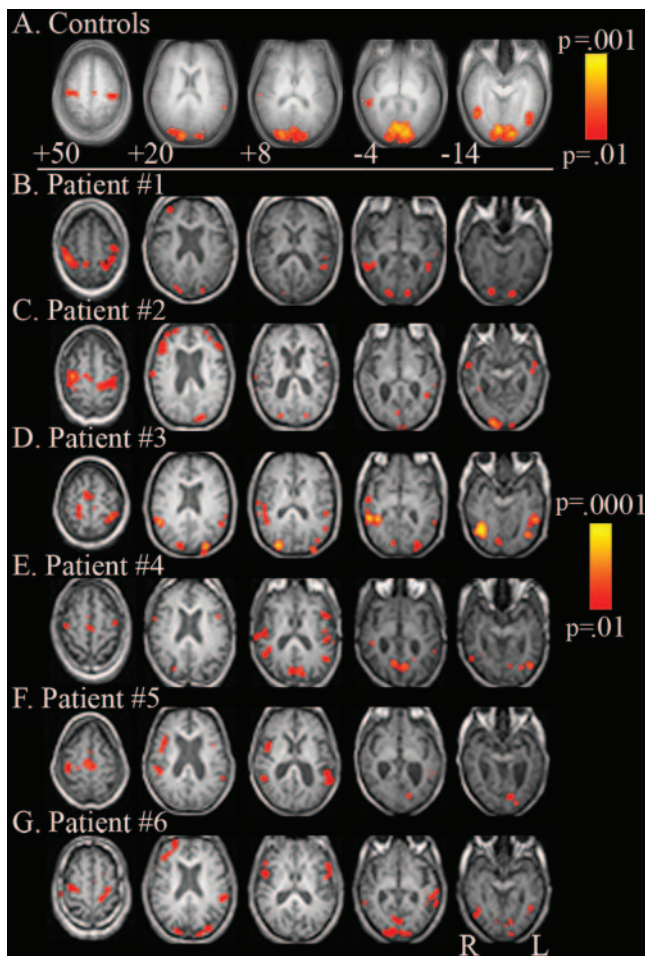 A. Controls
p=.001
p=.01
+50 +20 +8 -4 -14
B. Patient #1
C. Patient #2
D. Patient #3
p=.0001
p=.01
E. Patient #4
F. Patient #5
G. Patient #6
R L